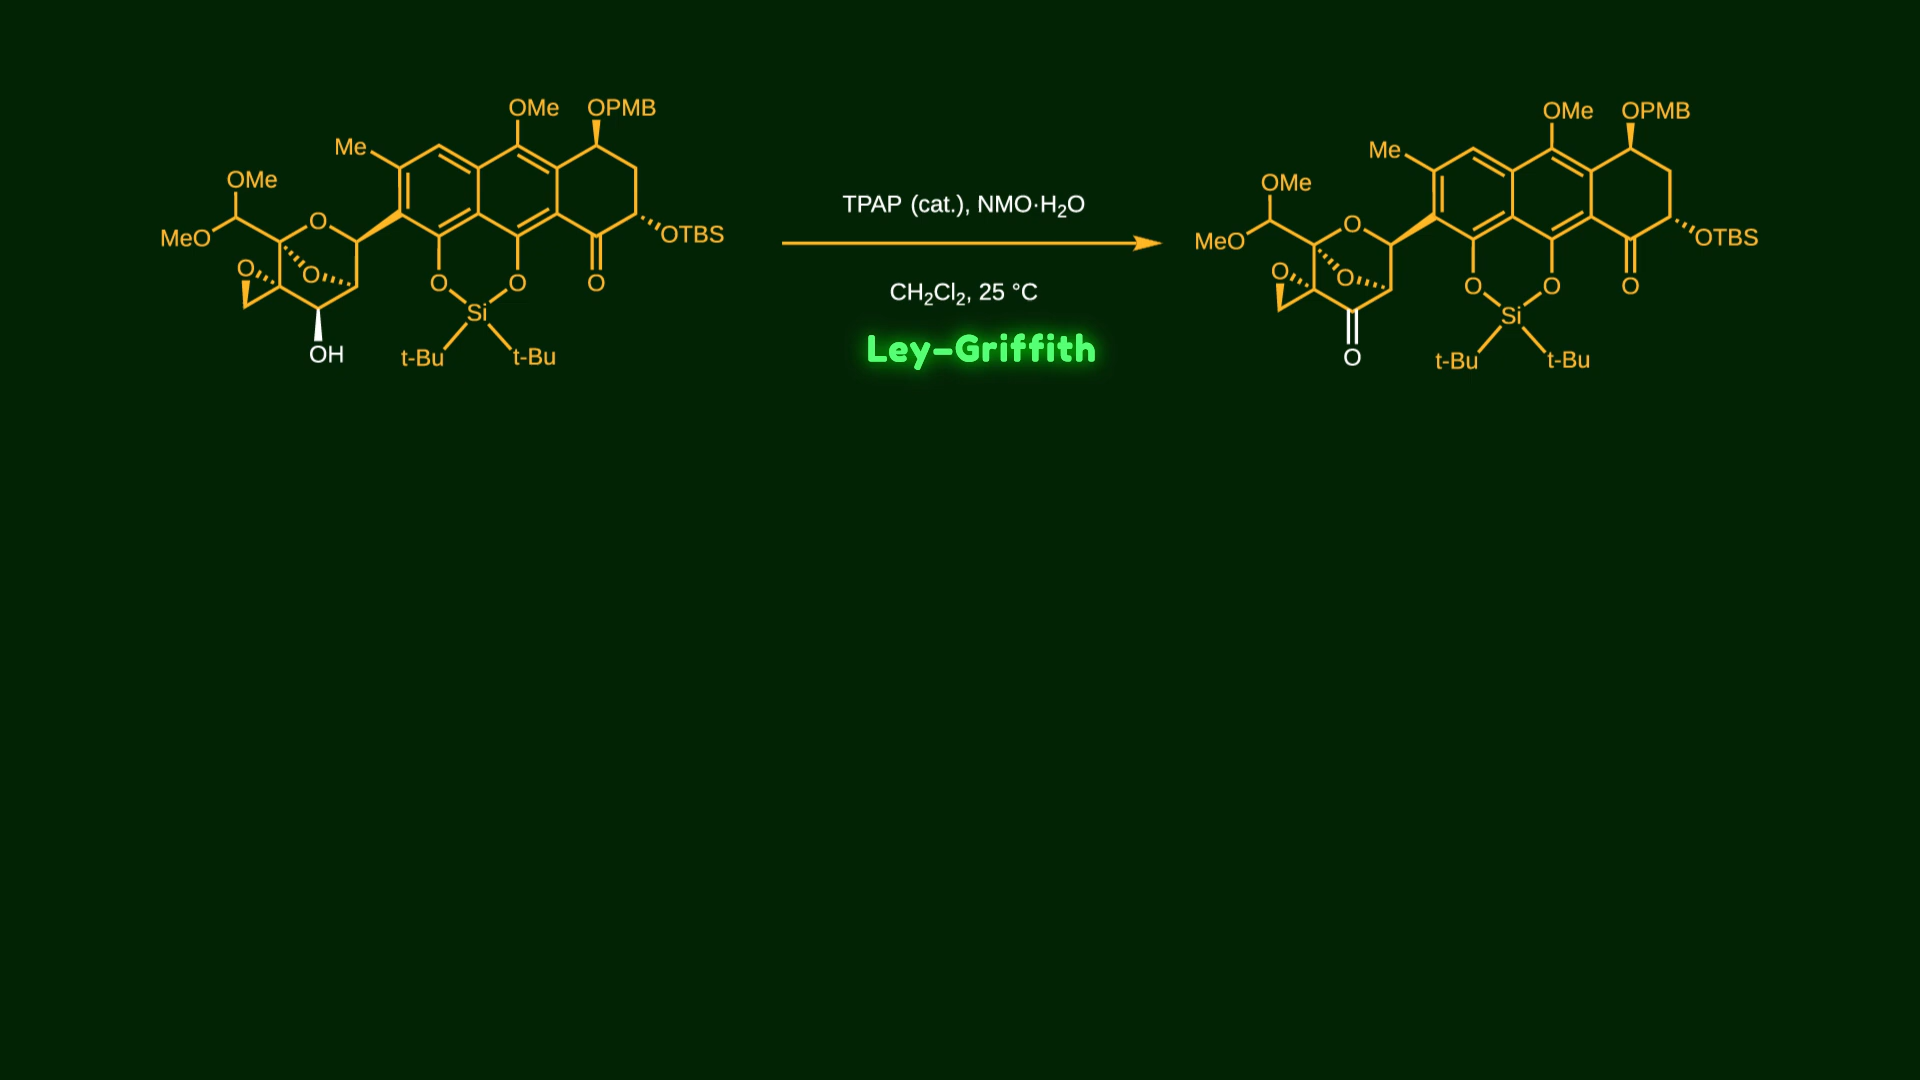 OMe OPMB
Me
OMe
MeO O
O O
OTBS
O O O
Si
OH t-Bu t-Bu
TPAP (cat.), NMO·H₂O
CH₂Cl₂, 25 °C
Ley–Griffith
OMe OPMB
Me
OMe
MeO O
O O
OTBS
O O O
Si
O t-Bu t-Bu